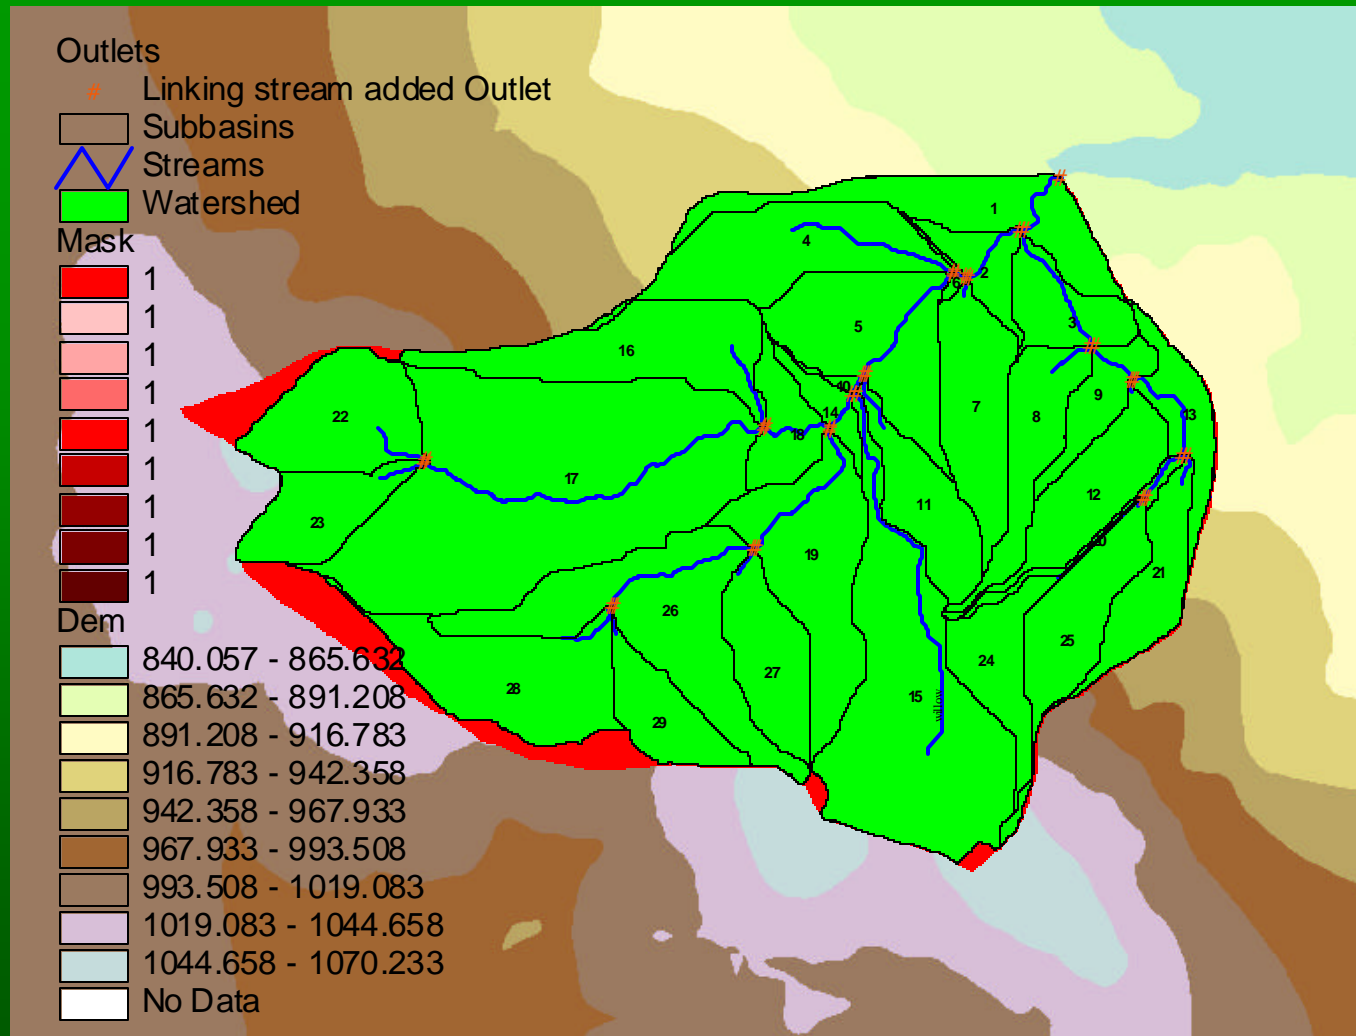 Outlets
Linking stream added Outlet
Subbasins
Streams
Watershed
Mask
1
1
1
1
1
1
1
1
1
Dem
840.057 - 865.632
865.632 - 891.208
891.208 - 916.783
916.783 - 942.358
942.358 - 967.933
967.933 - 993.508
993.508 - 1019.083
1019.083 - 1044.658
1044.658 - 1070.233
No Data
1
4
2
6
3
5
16
10
9
22
7
8
14
13
18
17
12
11
23
19
21
26
25
24
27
28
15
willow
29